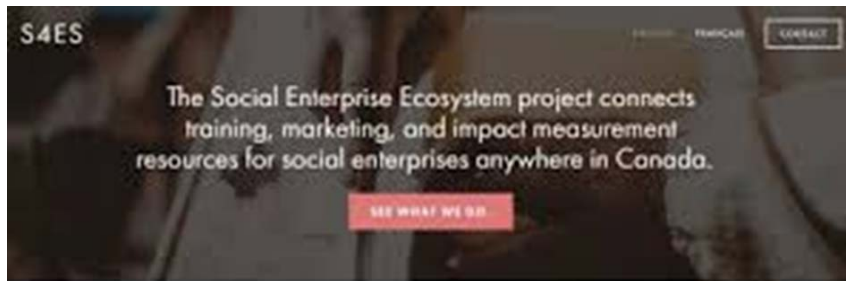 S4ES
FRANÇAIS
CONTACT
The Social Enterprise Ecosystem project connects
training, marketing, and impact measurement
resources for social enterprises anywhere in Canada.
SEE WHAT WE DO